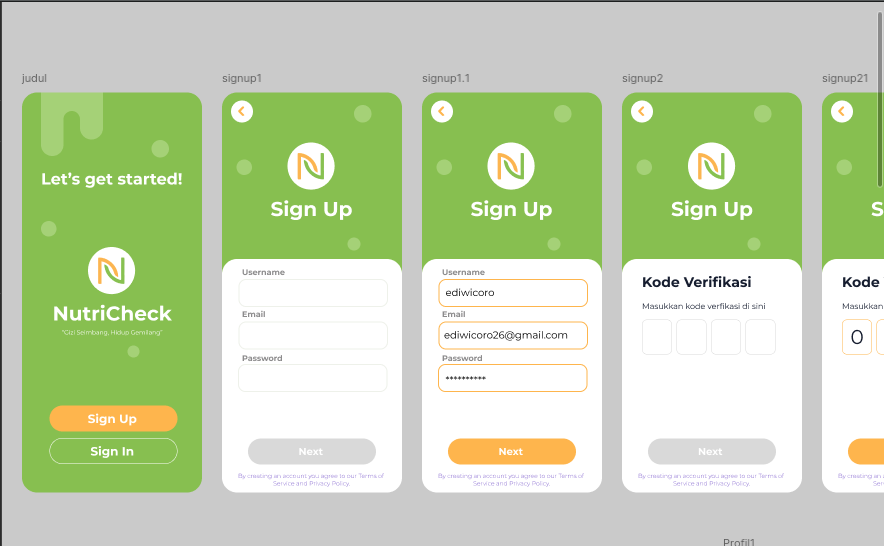 judul
signup1
signup1.1
signup2
signup21
Let's get started!
NutriCheck
"Gizi Seimbang, Hidup Gemilang"
Sign Up
Sign In
Sign Up
Username
Email
Password
Next
By creating an account you agree to our Terms of
Service and Privacy Policy.
Sign Up
Username
ediwicoro
Email
ediwicoro26@gmail.com
Password
**********
Next
By creating an account you agree to our Terms of
Service and Privacy Policy.
Sign Up
Kode Verifikasi
Masukkan kode verfikasi di sini
Next
By creating an account you agree to our Terms of
Service and Privacy Policy.
S
Kode
Masukkan
0
By creating an
Ser
Profil1